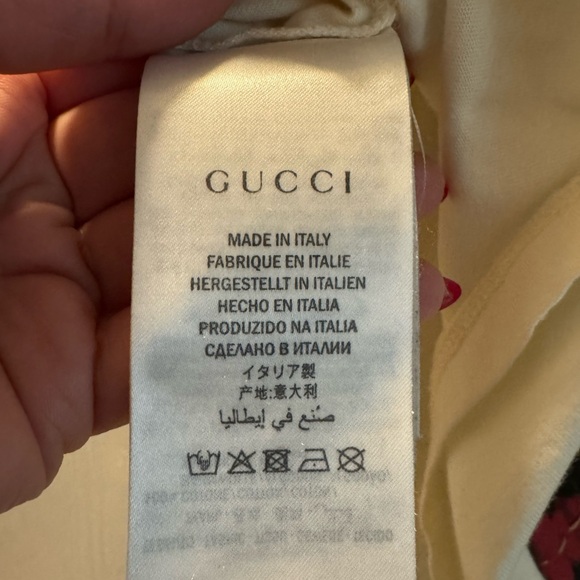 GUCCI
MADE IN ITALY
FABRIQUE EN ITALIE
HERGESTELLT IN ITALIEN
HECHO EN ITALIA
PRODUZIDO NA ITALIA
СДЕЛАНО В ИТАЛИИ
イタリア製
产地:意大利
صُنع في إيطاليا